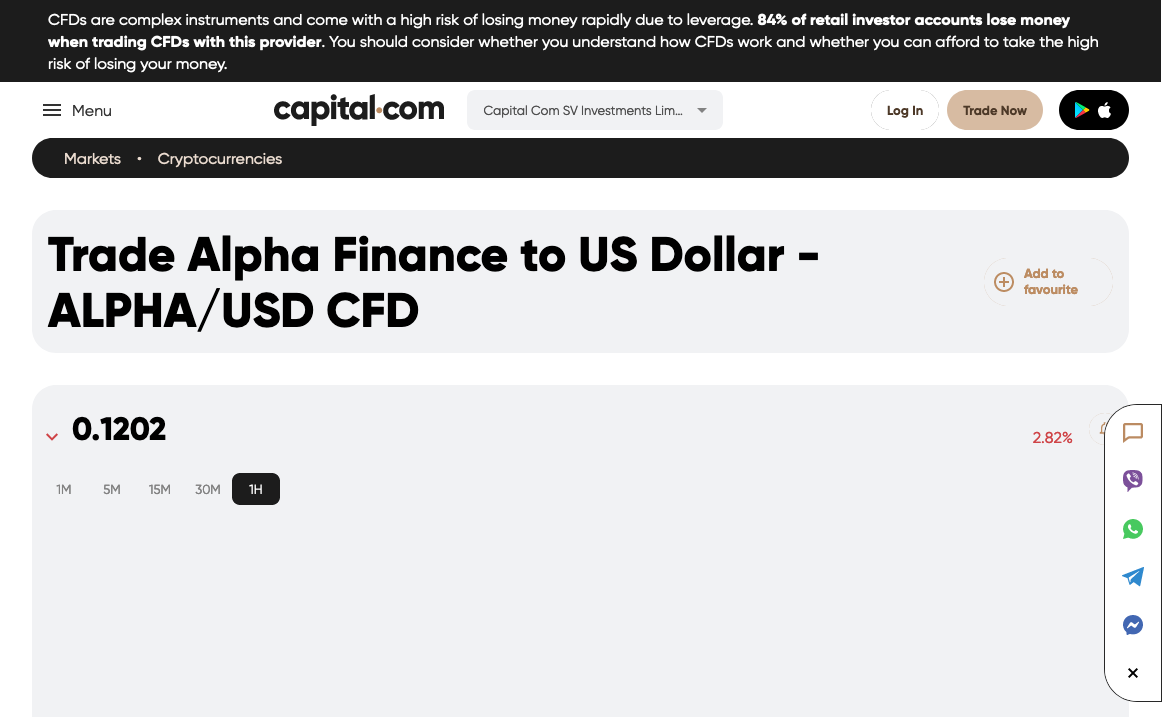 CFDs are complex instruments and come with a high risk of losing money rapidly due to leverage. 84% of retail investor accounts lose money
when trading CFDs with this provider. You should consider whether you understand how CFDs work and whether you can afford to take the high
risk of losing your money.
Menu
capital.com
Capital Com SV Investments Lim...
Log In
Trade Now
Markets • Cryptocurrencies
Trade Alpha Finance to US Dollar -
ALPHA/USD CFD
Add to
favourite
0.1202
2.82%
1M 5M 15M 30M 1H